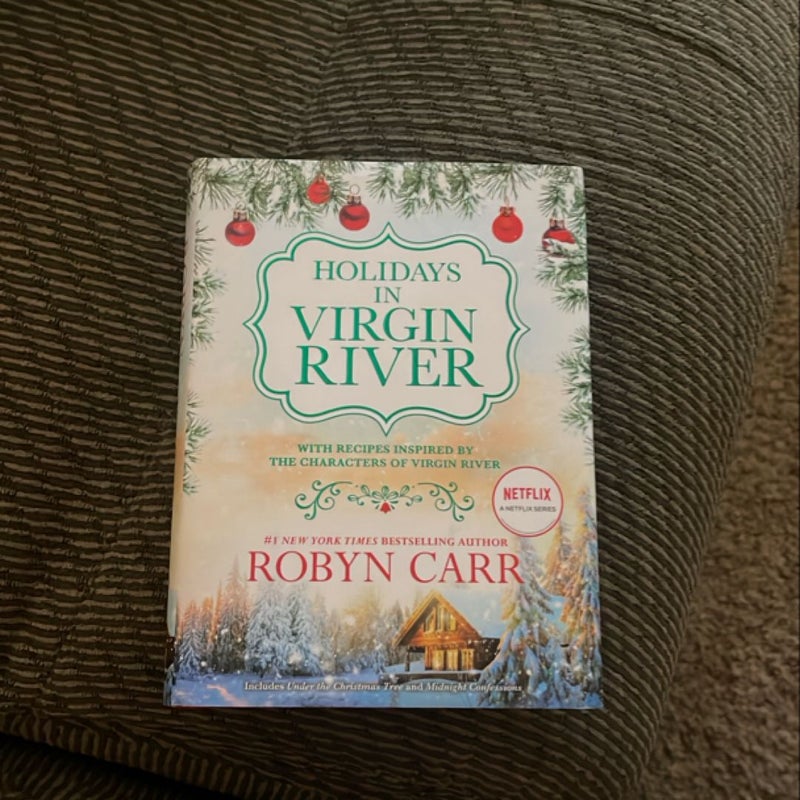 HOLIDAYS
IN
VIRGIN
RIVER
WITH RECIPES INSPIRED BY
THE CHARACTERS OF VIRGIN RIVER
NETFLIX
A NETFLIX SERIES
#1 NEW YORK TIMES BESTSELLING AUTHOR
ROBYN CARR
Includes Under the Christmas Tree and Midnight Confessions